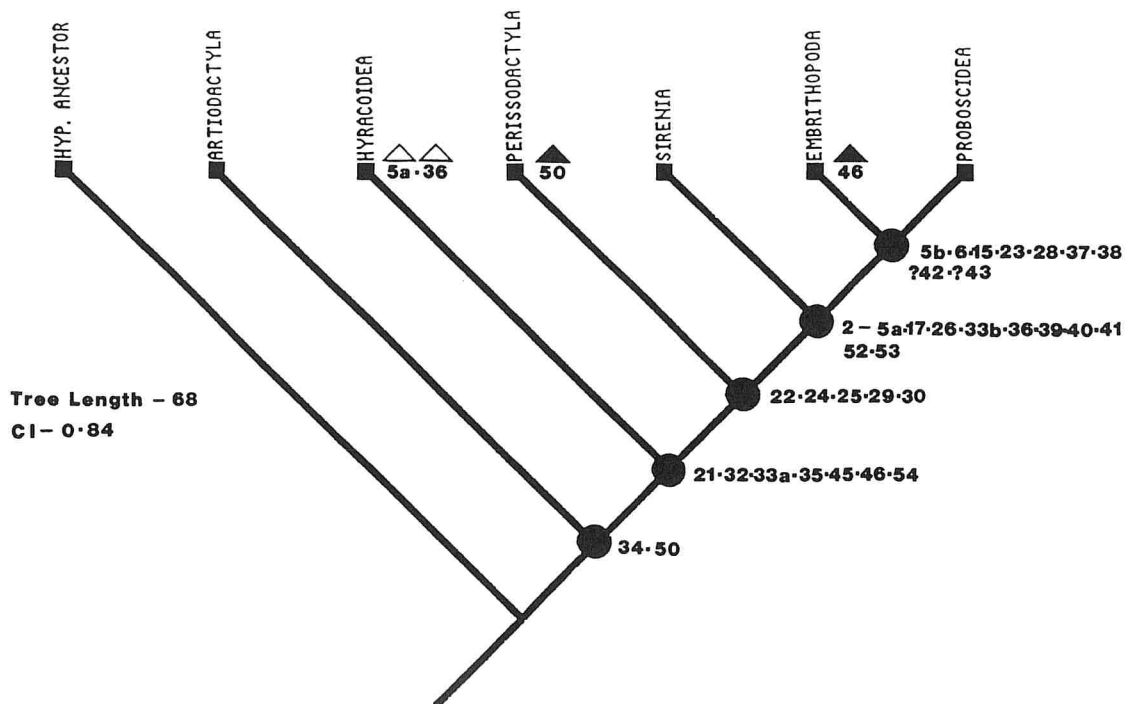 HYP. ANCESTOR
ARTIODACTYLA
HYRACOIDEA
PERISSODACTYLA
SIRENIA
EMBRITHOPODA
PROBOSCIDEA
5a·36
50
46
5b·6·15·23·28·37·38
?42·?43
2–5a·17·26·33b·36·39·40·41
52·53
22·24·25·29·30
21·32·33a·35·45·46·54
34·50
Tree Length – 68
CI – 0·84